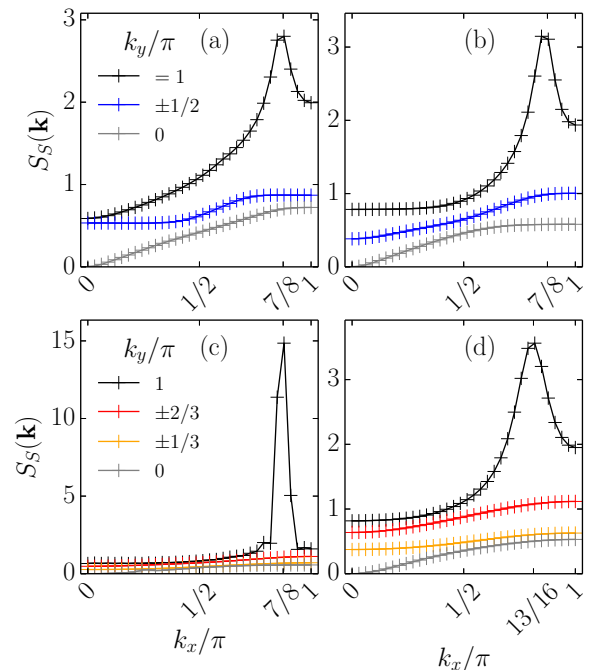 k_y/π (a)
= 1
±1/2
0
S_S(k)
3
2
1
0
0 1/2 7/8 1
(b)
3
2
1
0
0 1/2 7/8 1
k_y/π (c)
1
±2/3
±1/3
0
S_S(k)
15
10
5
0
0 1/2 7/8 1
k_x/π
(d)
3
2
1
0
0 1/2 13/16 1
k_x/π